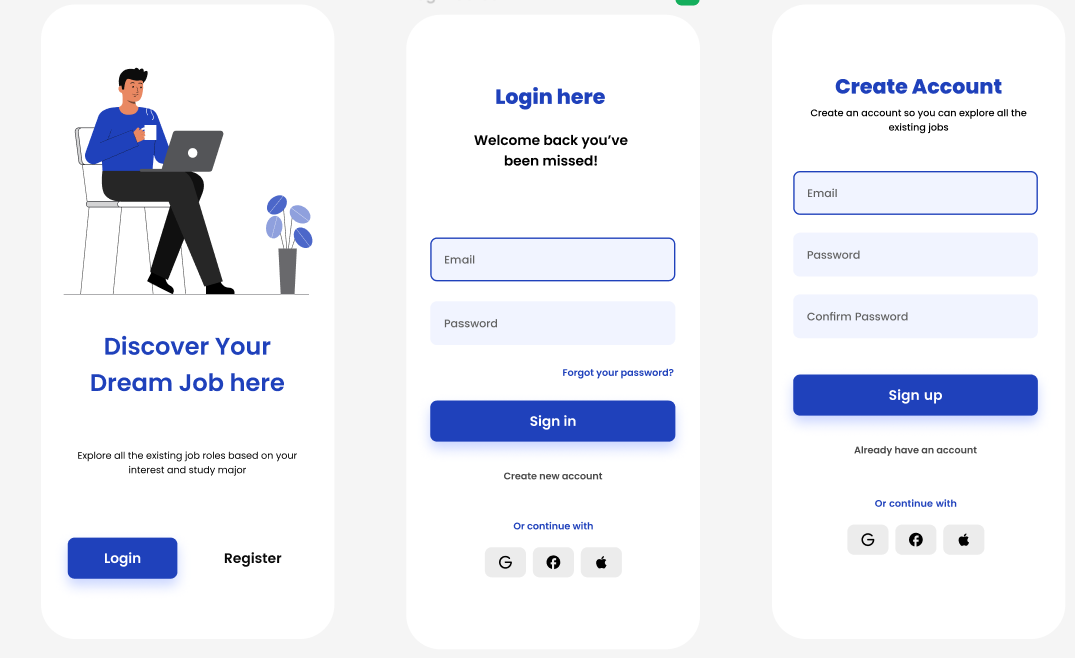 Discover Your
Dream Job here
Explore all the existing job roles based on your
interest and study major
Login
Register
Login here
Welcome back you’ve
been missed!
Email
Password
Forgot your password?
Sign in
Create new account
Or continue with
Create Account
Create an account so you can explore all the
existing jobs
Email
Password
Confirm Password
Sign up
Already have an account
Or continue with